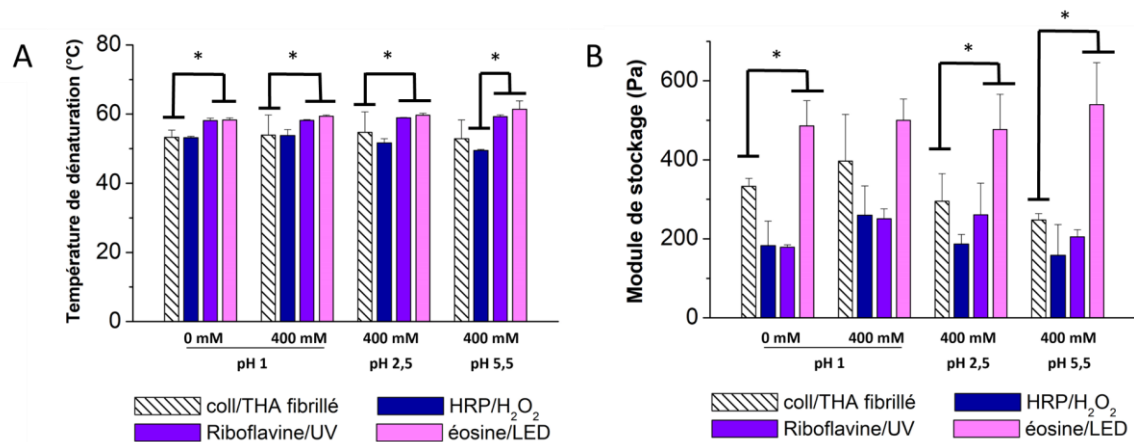 A
Température de dénaturation (°C)
80
60
40
20
0
*
*
*
*
0 mM
400 mM
400 mM
400 mM
pH 1
pH 2,5
pH 5,5
coll/THA fibrillé
HRP/H₂O₂
Riboflavine/UV
éosine/LED
B
Module de stockage (Pa)
600
400
200
0
*
*
*
0 mM
400 mM
400 mM
400 mM
pH 1
pH 2,5
pH 5,5
coll/THA fibrillé
HRP/H₂O₂
Riboflavine/UV
éosine/LED